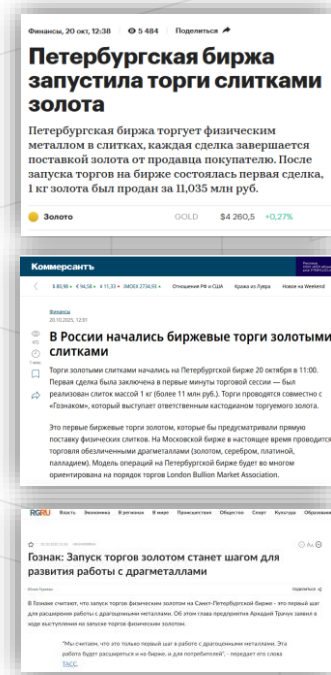 Финансы, 20 окт, 12:38 5 484 Поделиться
Петербургская биржа
запустила торги слитками
золота
Петербургская биржа торгует физическим
металлом в слитках, каждая сделка завершается
поставкой золота от продавца покупателю. После
запуска торгов на бирже состоялась первая сделка,
1 кг золота был продан за 11,035 млн руб.
Золото GOLD $4 260,5 +0,27%
Коммерсантъ
Отношения РФ и США Кража из Лувра Новое на Weekend
Финансы
20.10.2025, 12:01
В России начались биржевые торги золотыми
слитками
Торги золотыми слитками начались на Петербургской бирже 20 октября в 11:00.
Первая сделка была заключена в первые минуты торговой сессии — был
реализован слиток массой 1 кг (более 11 млн руб.). Торги проводятся совместно с
«Гознаком», который выступает ответственным кастодианом торгуемого золота.
Это первые биржевые торги золотом, которые бы предусматривали прямую
поставку физических слитков. На Московской бирже в настоящее время проводится
торговля обезличенными драгметаллами (золотом, серебром, платиной,
палладием). Модель операций на Петербургской бирже будет во многом
ориентирована на порядок торгов London Bullion Market Association.
RGRU Власть Экономика В регионах В мире Происшествия Общество Спорт Культура Образование
Гознак: Запуск торгов золотом станет шагом для
развития работы с драгметаллами
ПОДЕЛИТЬСЯ
В Гознаке считают, что запуск торгов физическим золотом на Санкт-Петербургской бирже - это первый шаг
для расширения работы с драгоценными металлами. Об этом глава предприятия Аркадий Трачук заявил в
ходе выступления на запуске торгов физическим золотом.
"Мы считаем, что это только первый шаг в работе с драгоценными металлами. Эта
работа будет расширяться и на бирже, и для потребителей", - передает его слова
ТАСС.